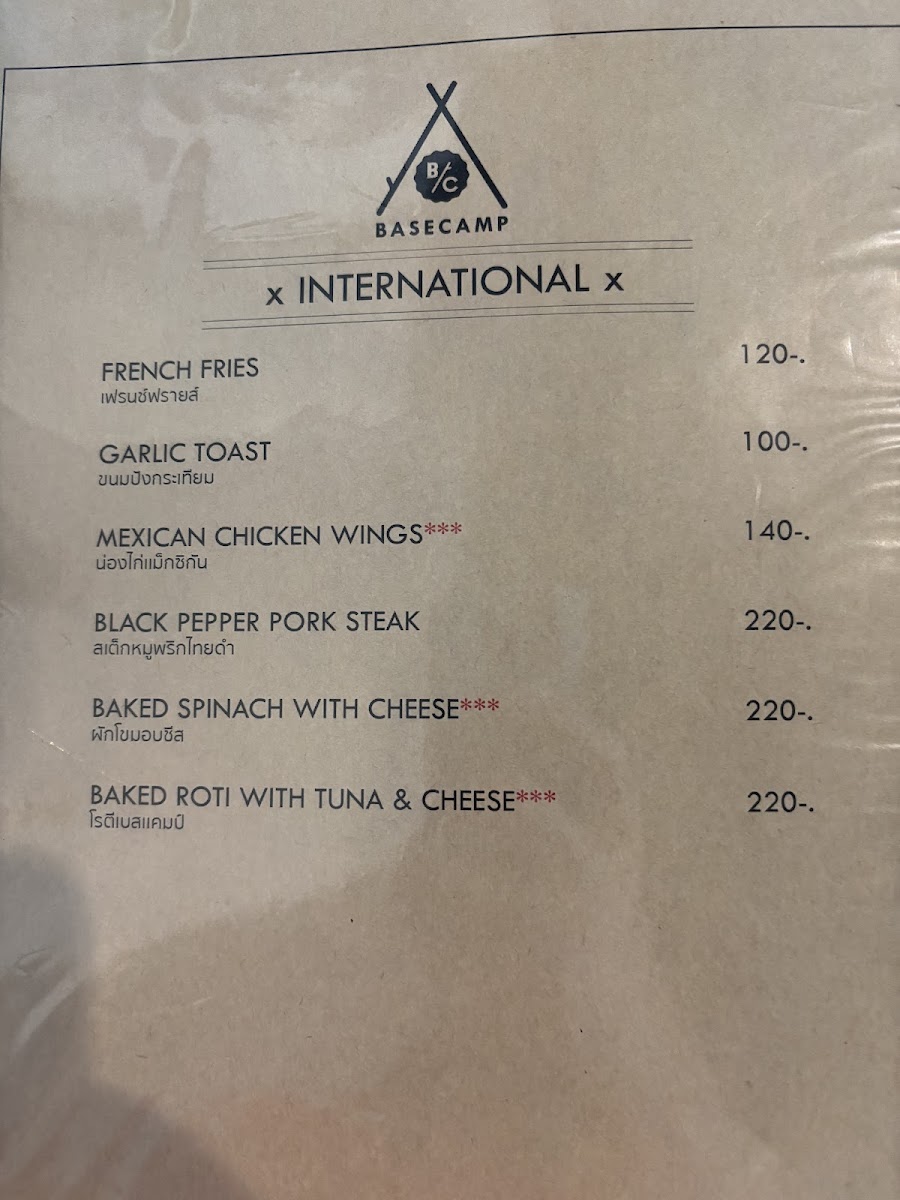 B/C
BASECAMP
x INTERNATIONAL x
FRENCH FRIES 120-.
เฟรนช์ฟรายส์
GARLIC TOAST 100-.
ขนมปังกระเทียม
MEXICAN CHICKEN WINGS*** 140-.
น่องไก่แม็กซิกัน
BLACK PEPPER PORK STEAK 220-.
สเต็กหมูพริกไทยดำ
BAKED SPINACH WITH CHEESE*** 220-.
ผักโขมอบชีส
BAKED ROTI WITH TUNA & CHEESE*** 220-.
โรตีเบสแคมป์